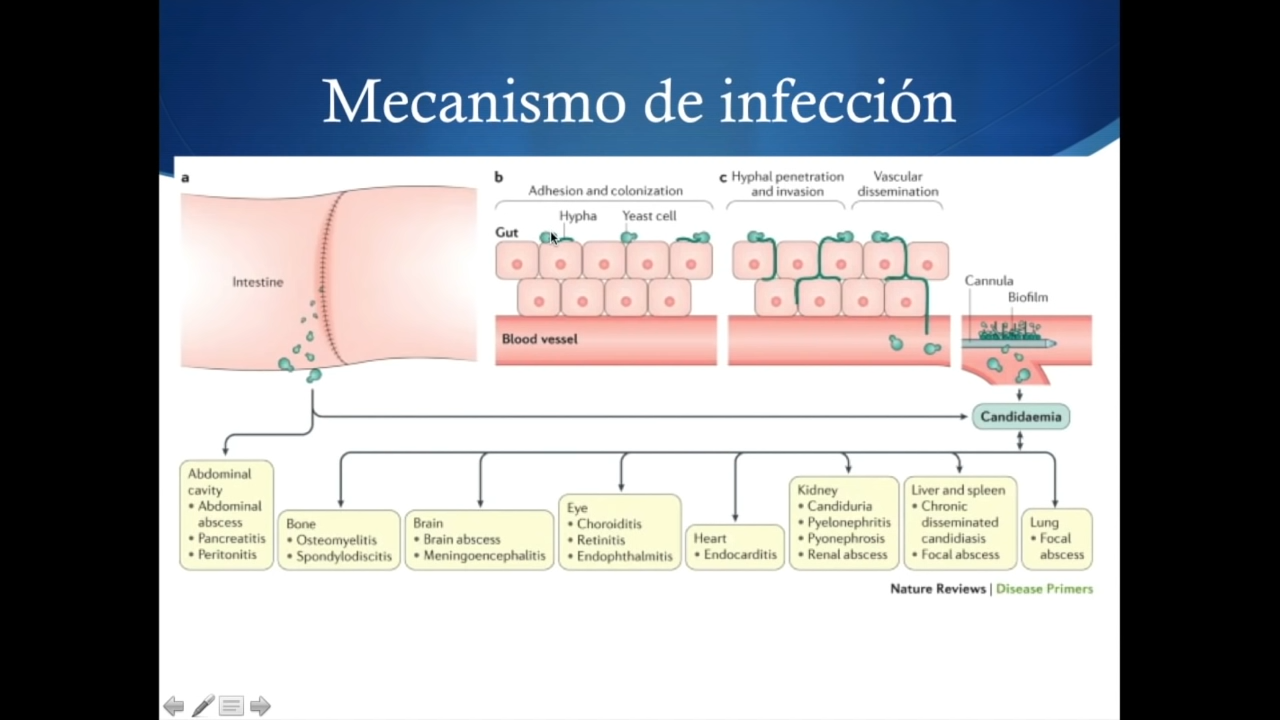 Mecanismo de infección
a
Intestine
b
Adhesion and colonization
Hypha
Yeast cell
Gut
Blood vessel
c
Hyphal penetration
and invasion
Vascular
dissemination
Cannula
Biofilm
Candidaemia
Abdominal
cavity
• Abdominal
abscess
• Pancreatitis
• Peritonitis
Bone
• Osteomyelitis
• Spondylodiscitis
Brain
• Brain abscess
• Meningoencephalitis
Eye
• Choroiditis
• Retinitis
• Endophthalmitis
Heart
• Endocarditis
Kidney
• Candiduria
• Pyelonephritis
• Pyonephrosis
• Renal abscess
Liver and spleen
• Chronic
disseminated
candidiasis
• Focal abscess
Lung
• Focal
abscess
Nature Reviews | Disease Primers